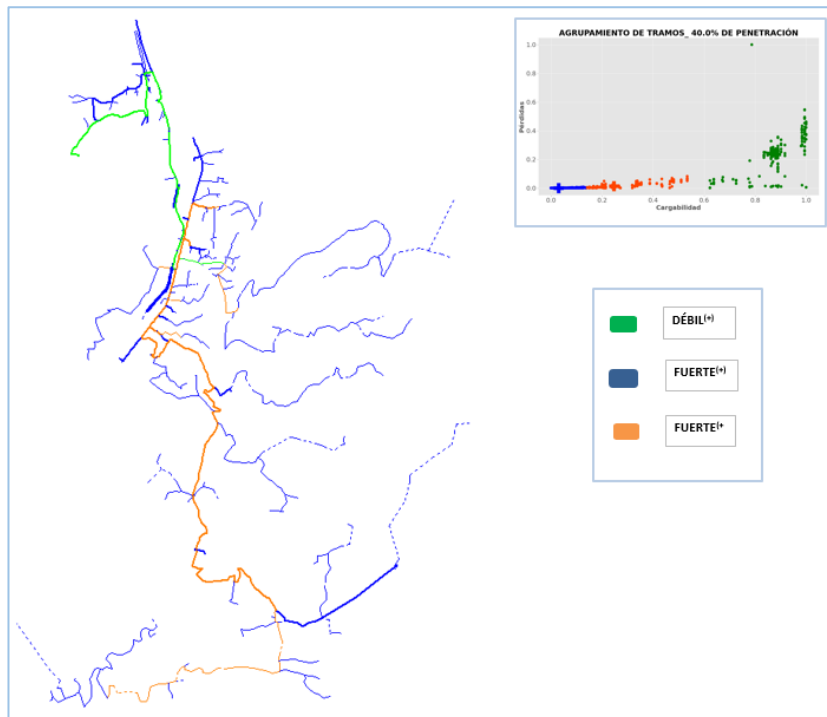 AGRUPAMIENTO DE TRAMOS_ 40.0% DE PENETRACIÓN
Pérdidas
1.0
0.8
0.6
0.4
0.2
0.0
0.0 0.2 0.4 0.6 0.8 1.0
Cargabilidad
DÉBIL(+)
FUERTE(+)
FUERTE(+